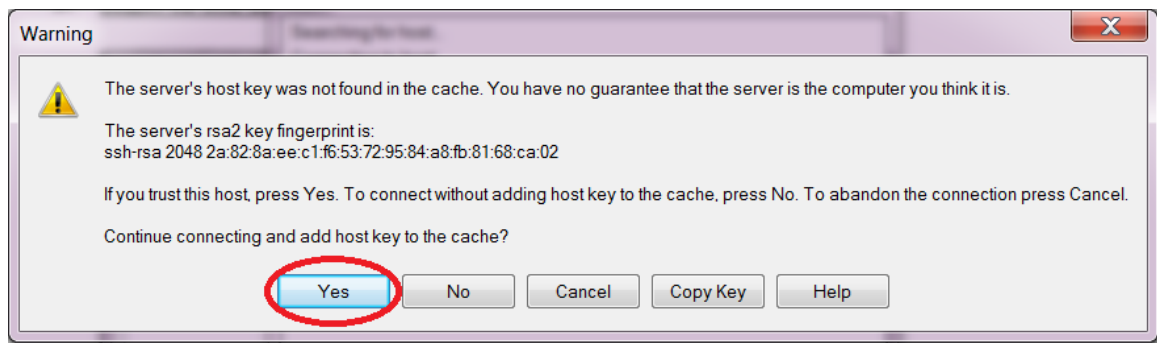 Warning
Searching for host...
X
The server's host key was not found in the cache. You have no guarantee that the server is the computer you think it is.
The server's rsa2 key fingerprint is:
ssh-rsa 2048 2a:82:8a:ee:c1:f6:53:72:95:84:a8:fb:81:68:ca:02
If you trust this host, press Yes. To connect without adding host key to the cache, press No. To abandon the connection press Cancel.
Continue connecting and add host key to the cache?
Yes No Cancel Copy Key Help